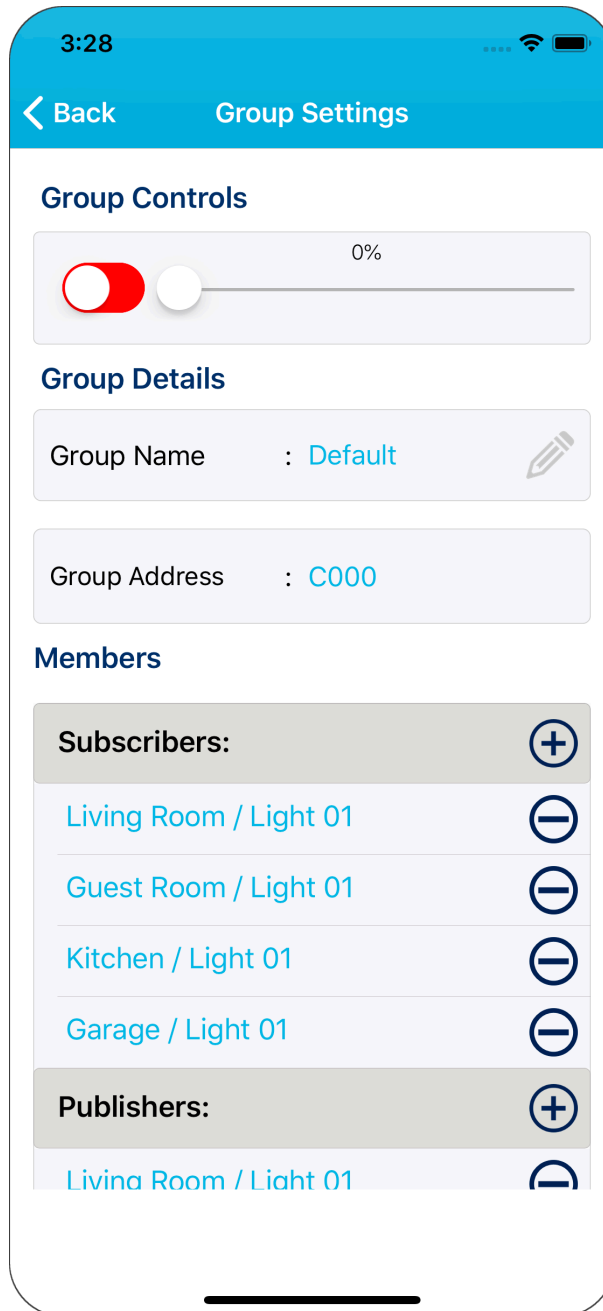 3:28
Back Group Settings
Group Controls
0%
Group Details
Group Name : Default
Group Address : C000
Members
Subscribers:
Living Room / Light 01
Guest Room / Light 01
Kitchen / Light 01
Garage / Light 01
Publishers:
Living Room / Light 01